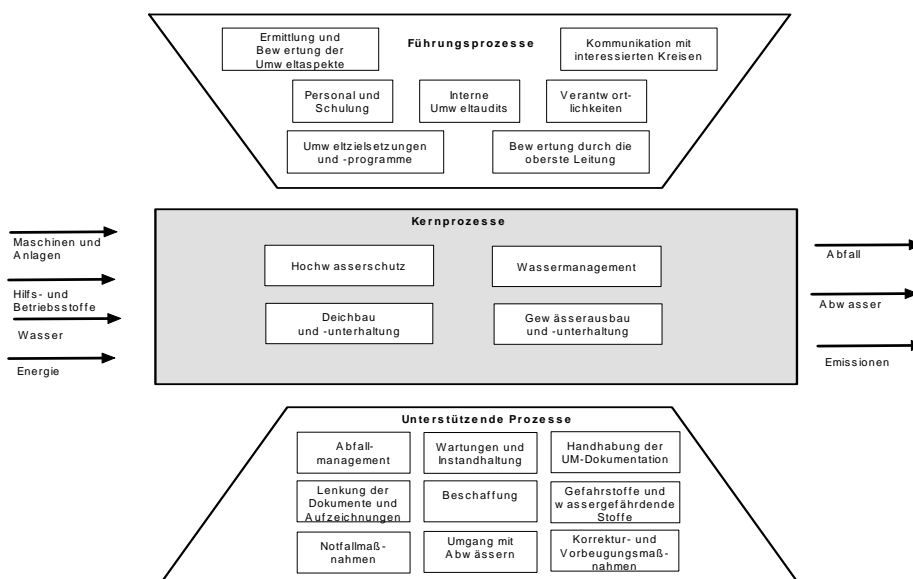 Ermittlung und
Bewertung der
Umweltaspekte
Führungsprozesse
Kommunikation mit
interessierten Kreisen
Personal und
Schulung
Interne
Umweltaudits
Verantwort-
lichkeiten
Umweltzielsetzungen
und -programme
Bewertung durch die
oberste Leitung
Kernprozesse
Maschinen und
Anlagen
Hilfs- und
Betriebsstoffe
Wasser
Energie
Hochwasserschutz
Wassermanagement
Deichbau
und -unterhaltung
Gewässerausbau
und -unterhaltung
Abfall
Abwasser
Emissionen
Unterstützende Prozesse
Abfall-
management
Wartungen und
Instandhaltung
Handhabung der
UM-Dokumentation
Lenkung der
Dokumente und
Aufzeichnungen
Beschaffung
Gefahrstoffe und
wassergefährdende
Stoffe
Notfallmaß-
nahmen
Umgang mit
Abwässern
Korrektur- und
Vorbeugungsmaß-
nahmen